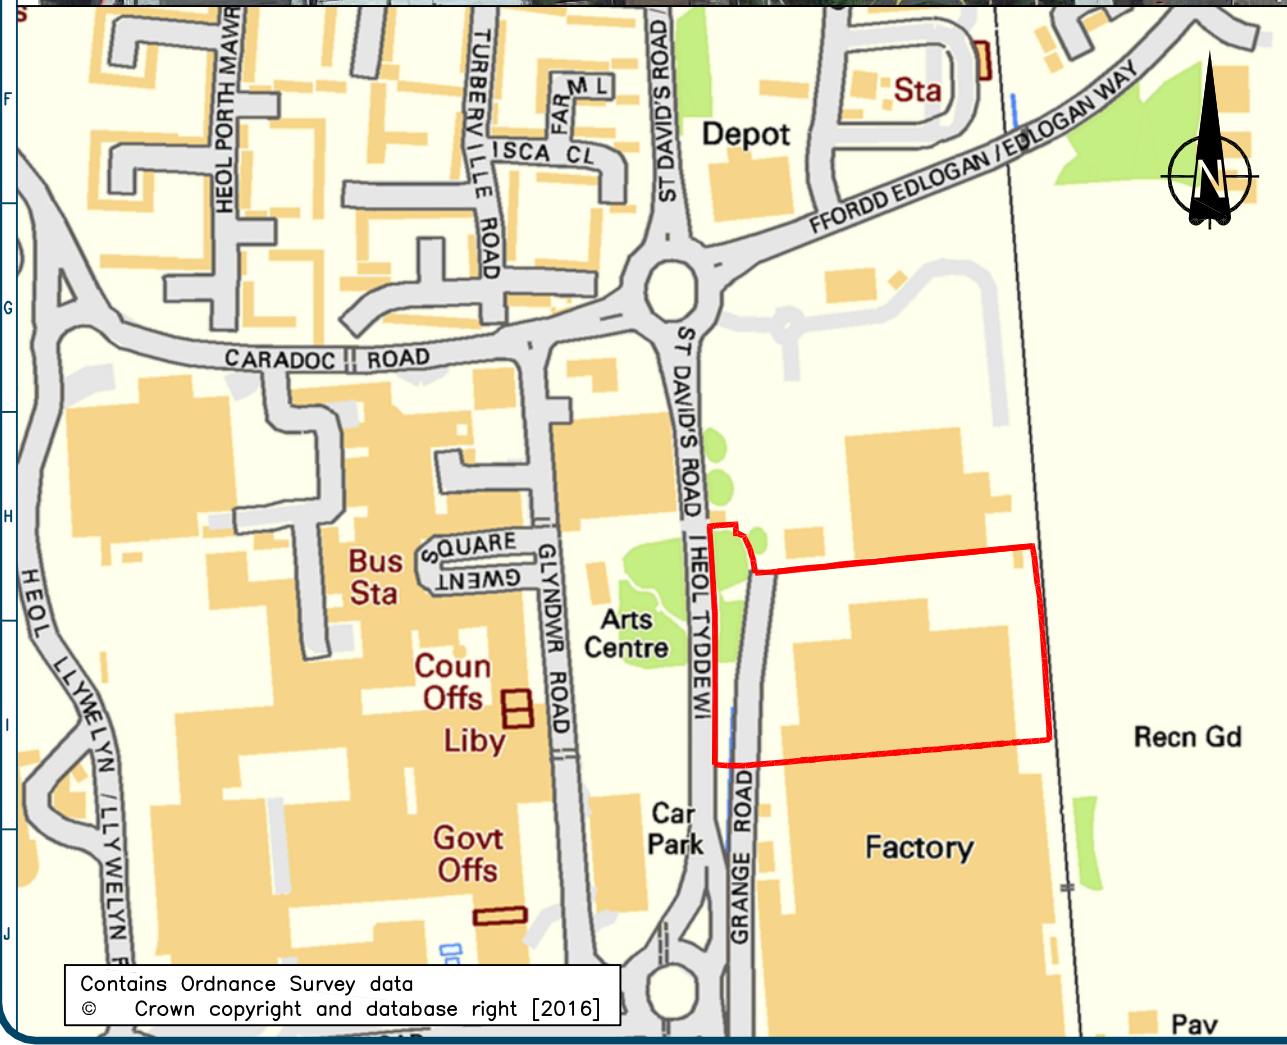 s
F
G
H
I
J
HEOL PORTH MAWR
TURBERVILLE ROAD
FAR
M L
ISCA CL
ST DAVID'S ROAD
Depot
Sta
FFORDD EDLOGAN / EDLOGAN WAY
N
CARADOC ROAD
ST DAVID'S ROAD
HEOL TYDDEWI
SQUARE
GWENT
GLYNDWR ROAD
Bus
Sta
Arts
Centre
Coun
Offs
Liby
HEOL LLYWELYN / LLYWELYN
Recn Gd
Car
Park
GRANGE ROAD
Factory
Govt
Offs
Pav
Contains Ordnance Survey data
© Crown copyright and database right [2016]